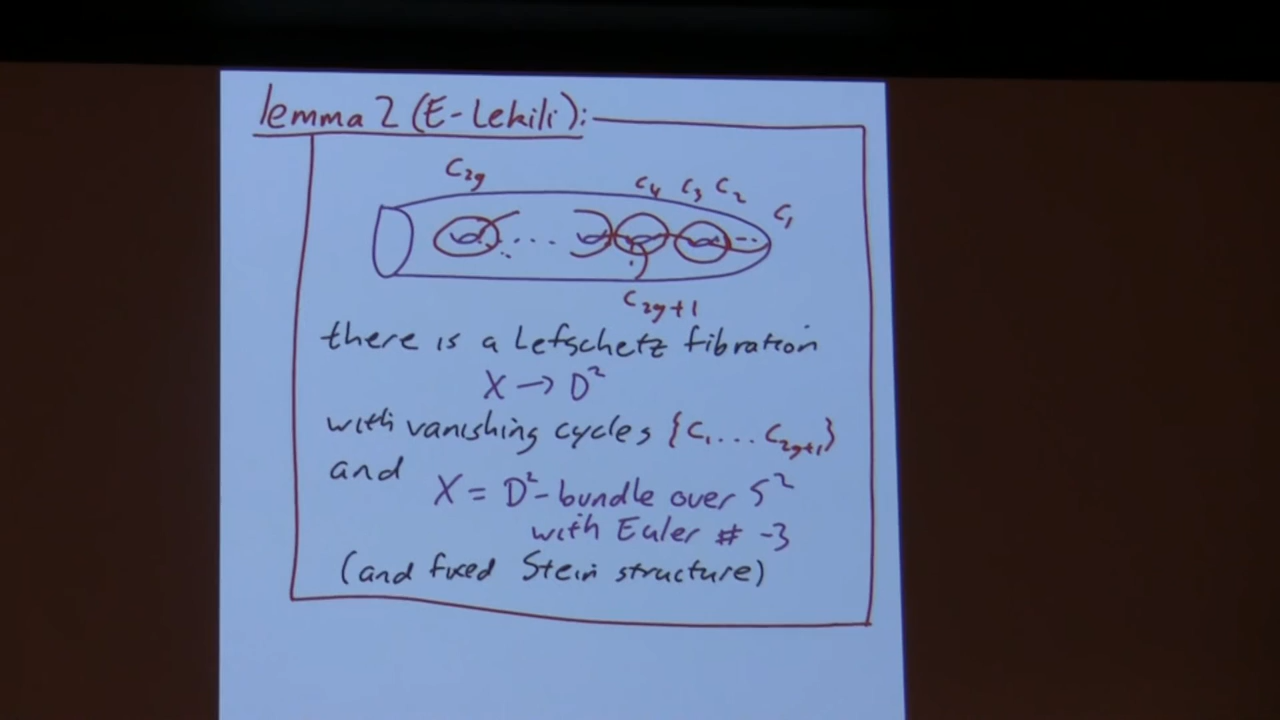 lemma 2 (E-Lekili):
C2g C4 C3 C2
C1
C2g+1
there is a Lefschetz fibration
X → D²
with vanishing cycles {C1...C2g+1}
and
X = D²-bundle over S²
with Euler # -3
(and fixed Stein structure)